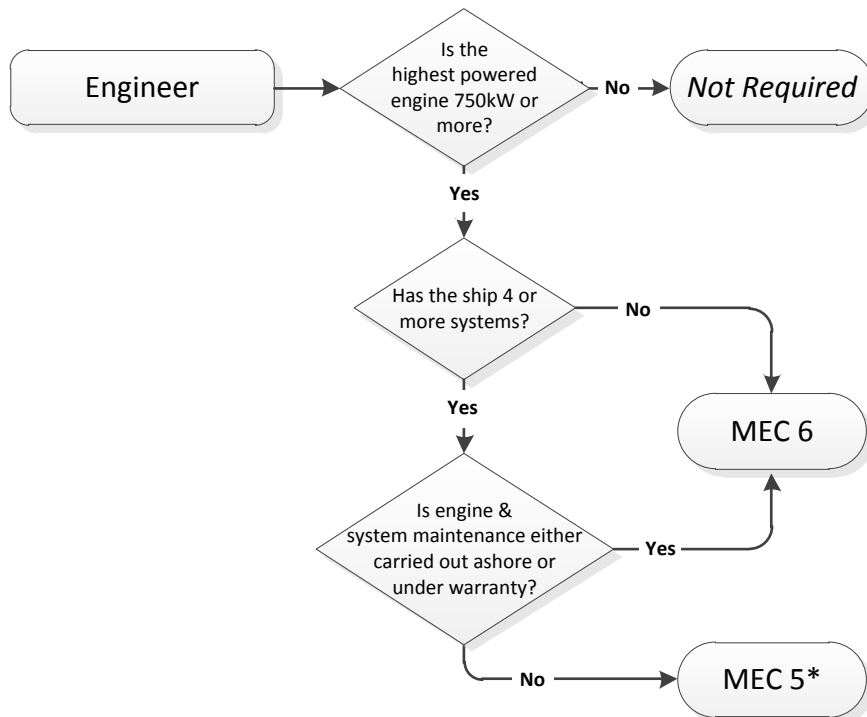 Engineer
Is the
highest powered
engine 750kW or
more?
No
Not Required
Yes
Has the ship 4 or
more systems?
No
Yes
MEC 6
Is engine &
system maintenance either
carried out ashore or
under warranty?
Yes
No
MEC 5*